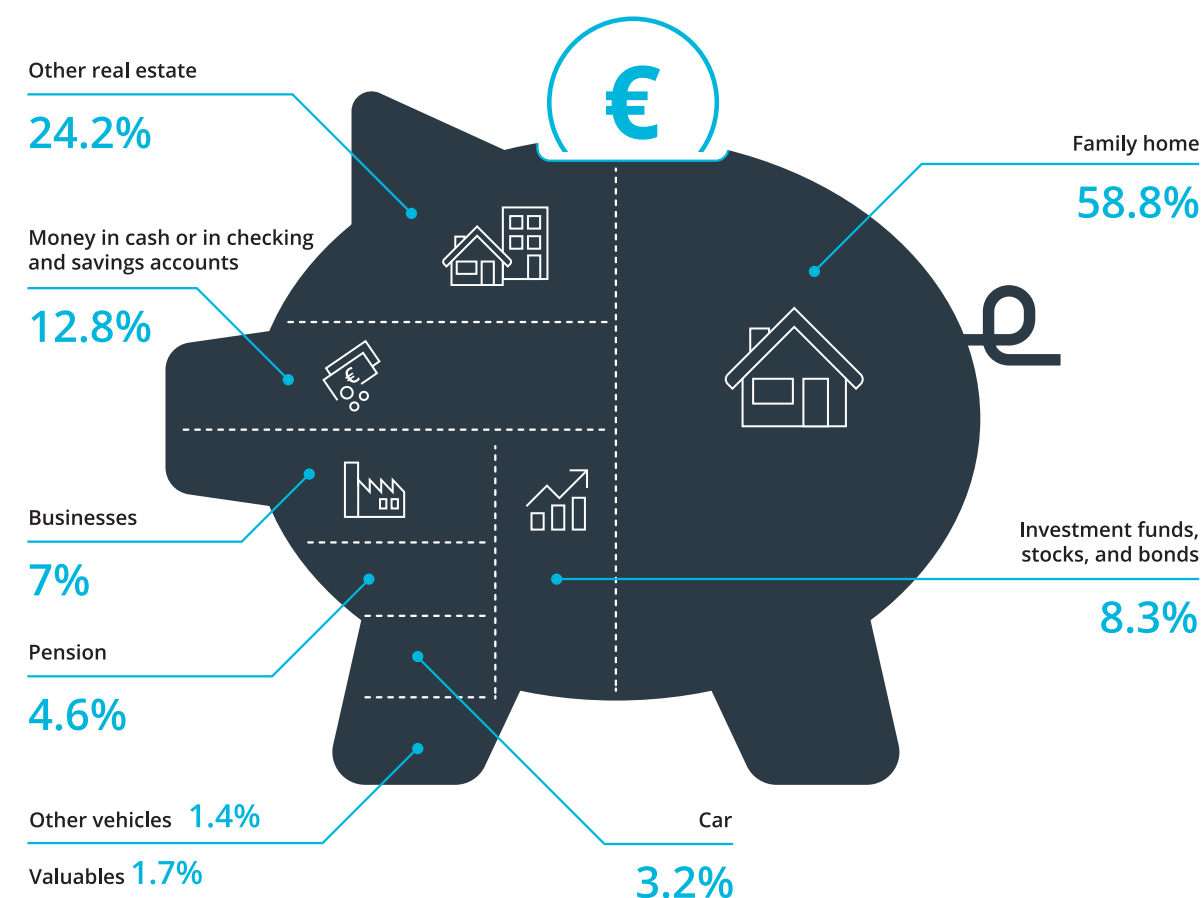 €
Other real estate
24.2%
Money in cash or in checking
and savings accounts
12.8%
€
Businesses
7%
Pension
4.6%
Other vehicles 1.4%
Valuables 1.7%
Family home
58.8%
Investment funds,
stocks, and bonds
8.3%
Car
3.2%